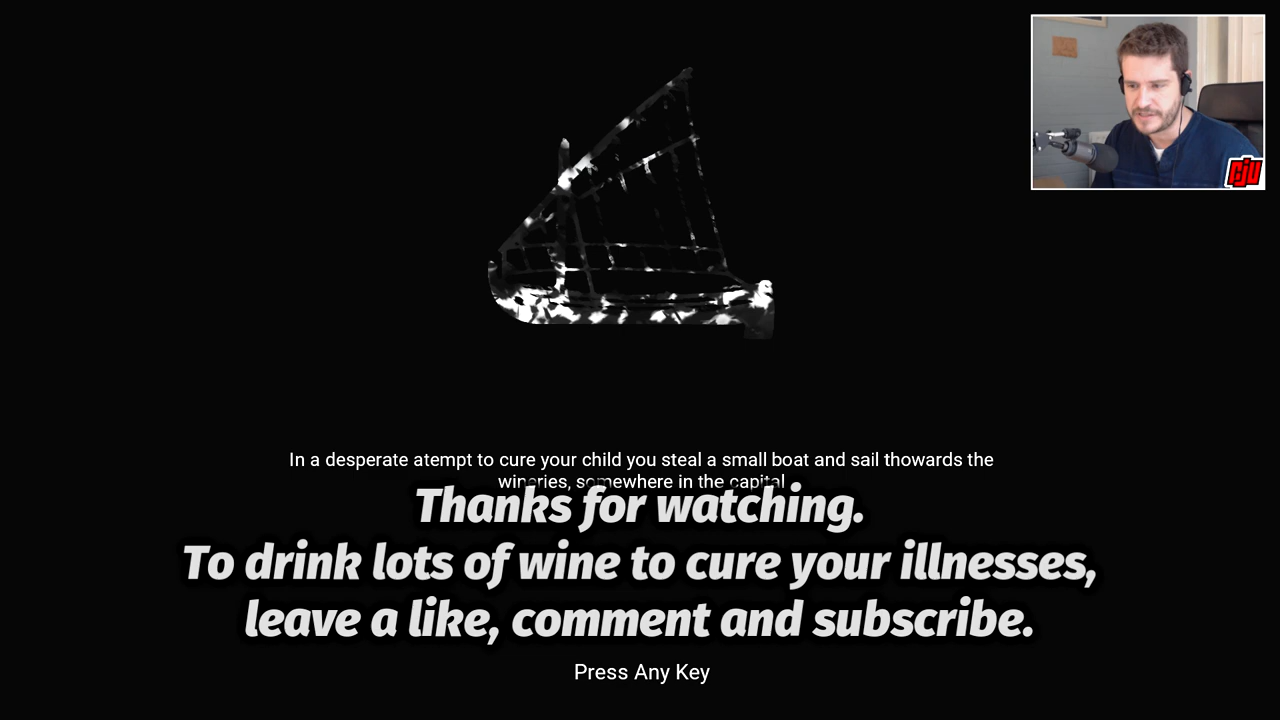 In a desperate atempt to cure your child you steal a small boat and sail thowards the
wineries, somewhere in the capital
Thanks for watching.
To drink lots of wine to cure your illnesses,
leave a like, comment and subscribe.
Press Any Key
rju